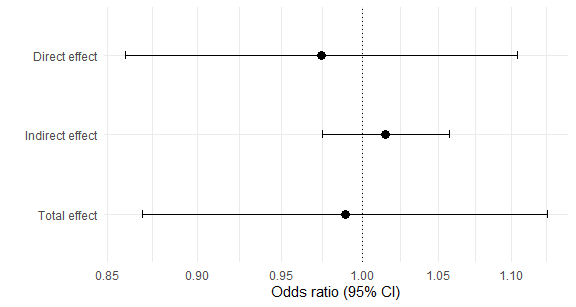 Direct effect
Indirect effect
Total effect
0.85 0.90 0.95 1.00 1.05 1.10
Odds ratio (95% CI)